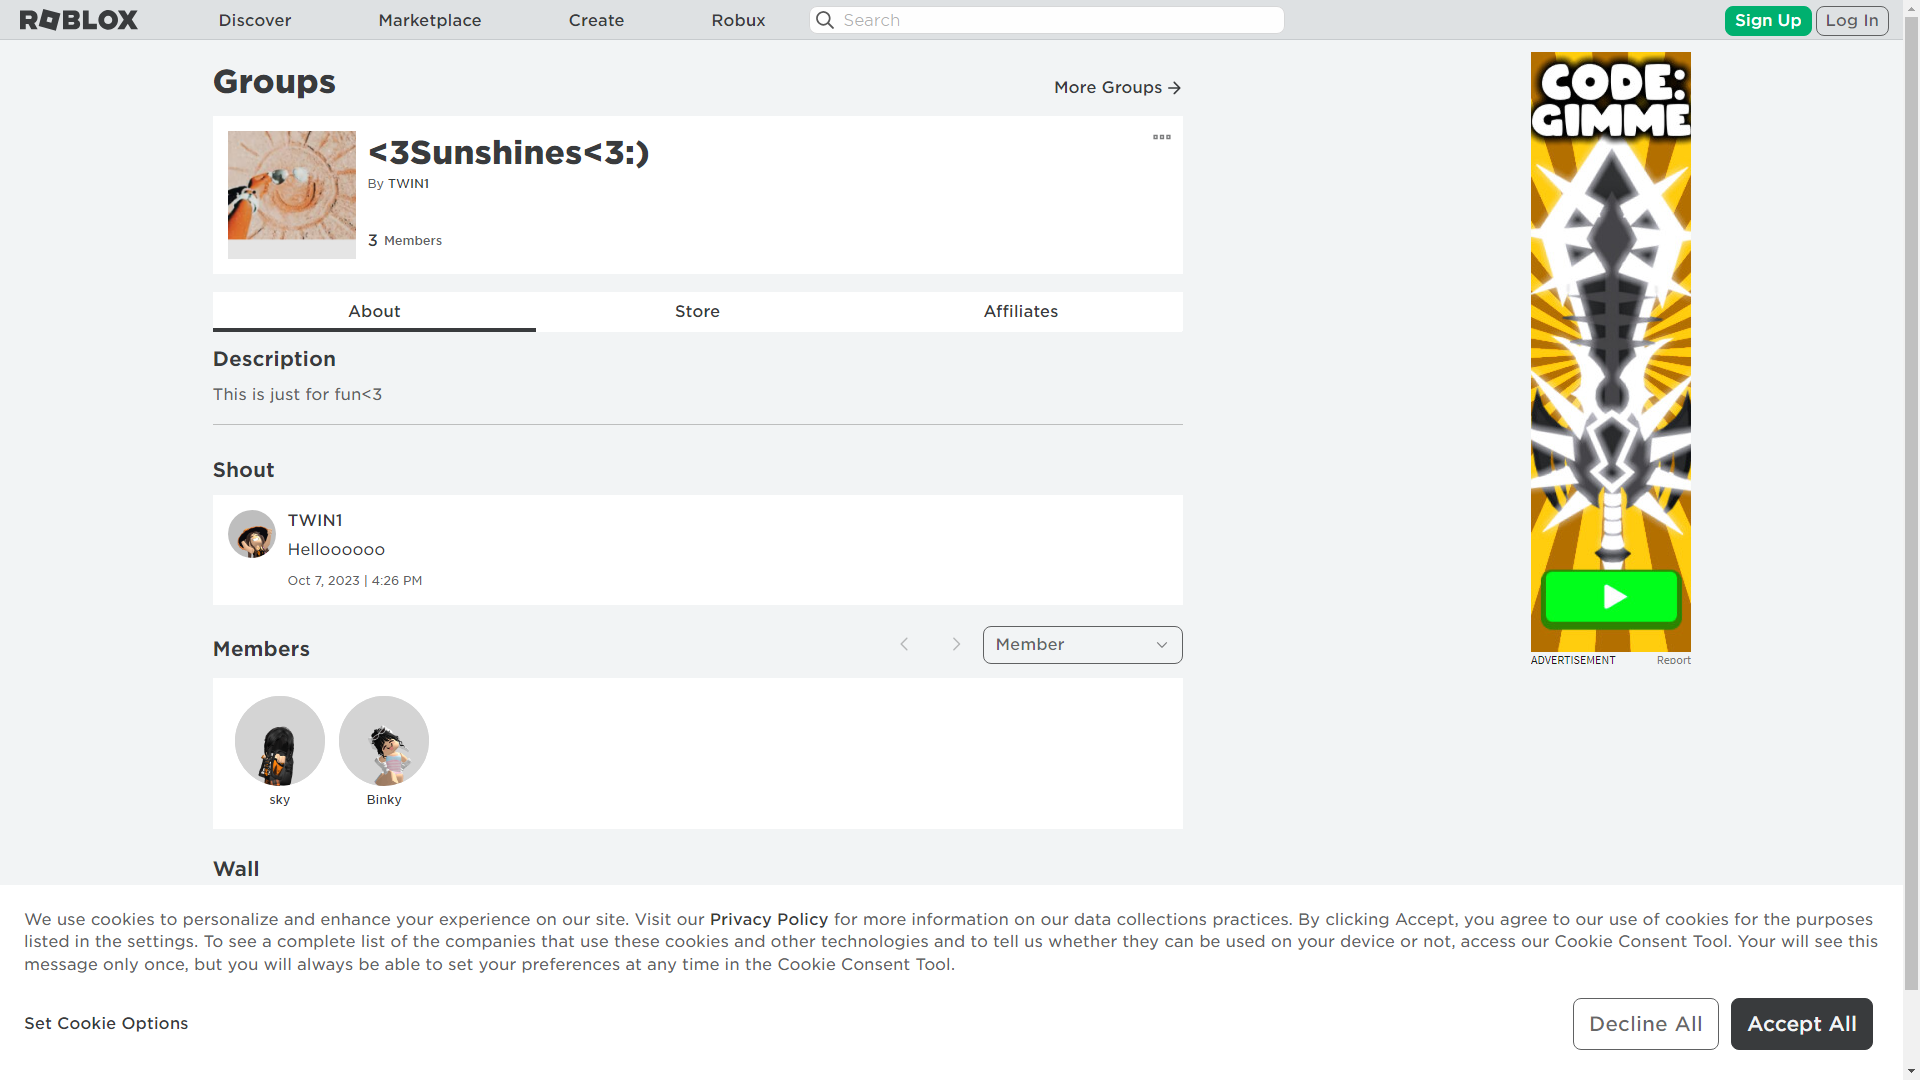 ROBLOX Discover Marketplace Create Robux Search Sign Up Log In
Groups
More Groups
<3Sunshines<3:)
By TWIN1
3 Members
About Store Affiliates
Description
This is just for fun<3
Shout
TWIN1
Helloooooo
Oct 7, 2023 | 4:26 PM
Members
Member
sky Binky
Wall
CODE:
GIMME
ADVERTISEMENT Report
We use cookies to personalize and enhance your experience on our site. Visit our Privacy Policy for more information on our data collections practices. By clicking Accept, you agree to our use of cookies for the purposes
listed in the settings. To see a complete list of the companies that use these cookies and other technologies and to tell us whether they can be used on your device or not, access our Cookie Consent Tool. Your will see this
message only once, but you will always be able to set your preferences at any time in the Cookie Consent Tool.
Set Cookie Options
Decline All
Accept All